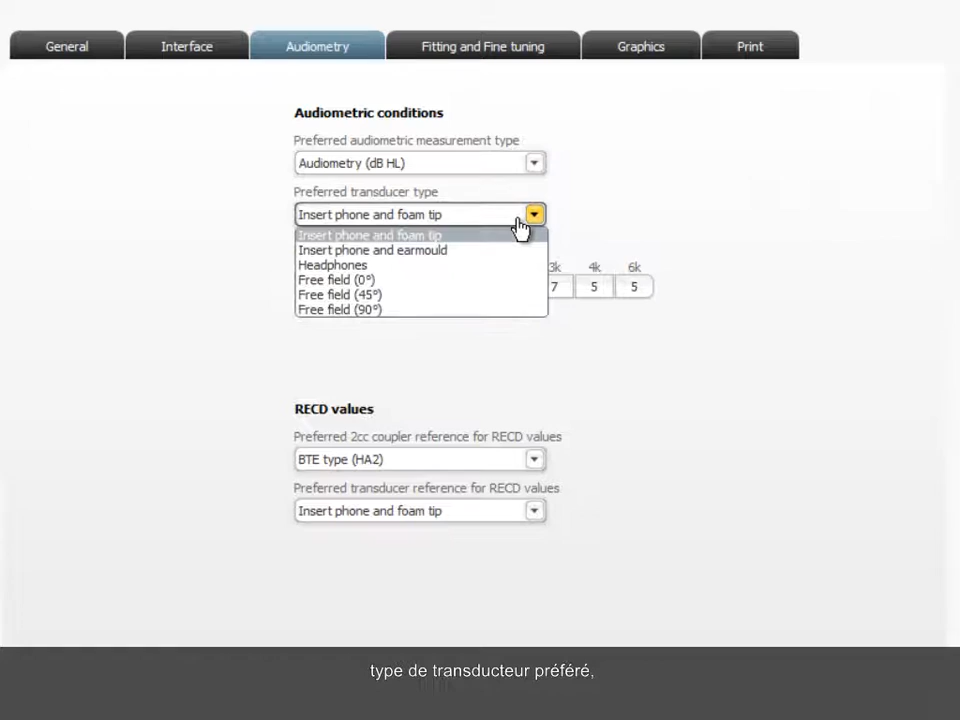 General Interface Audiometry Fitting and Fine tuning Graphics Print
Audiometric conditions
Preferred audiometric measurement type
Audiometry (dB HL)
Preferred transducer type
Insert phone and foam tip
Insert phone and foam tip
Insert phone and earmould
Headphones
3k 4k 6k
Free field (0°)
7 5 5
Free field (45°)
Free field (90°)
RECD values
Preferred 2cc coupler reference for RECD values
BTE type (HA2)
Preferred transducer reference for RECD values
Insert phone and foam tip
type de transducteur préféré,